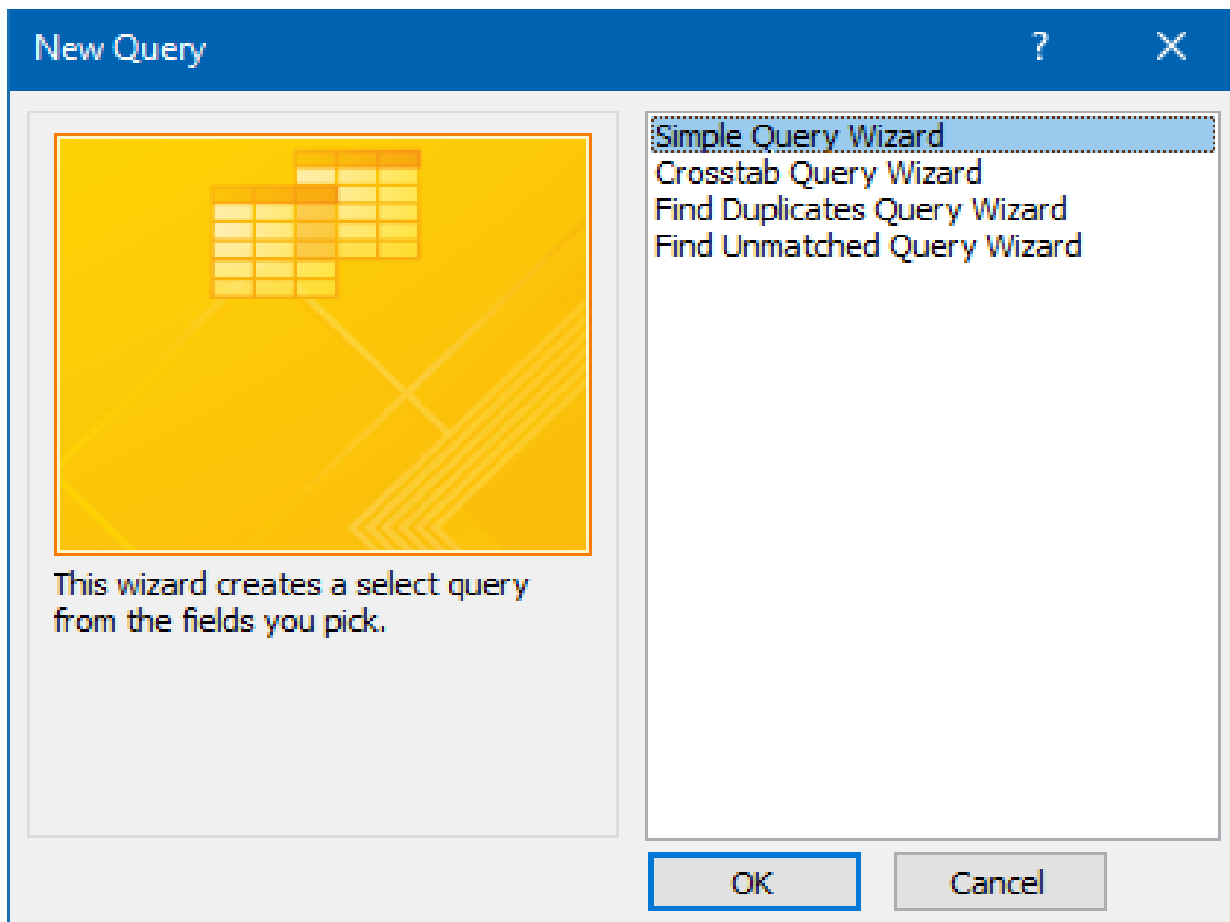 New Query
?
Simple Query Wizard
Crosstab Query Wizard
Find Duplicates Query Wizard
Find Unmatched Query Wizard
This wizard creates a select query
from the fields you pick.
OK
Cancel